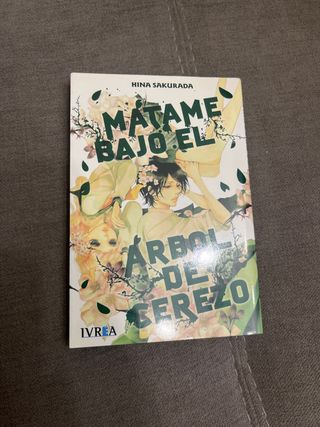 HINA SAKURADA
MÁTAME
BAJO EL
ÁRBOL
DE
CEREZO
IVREA